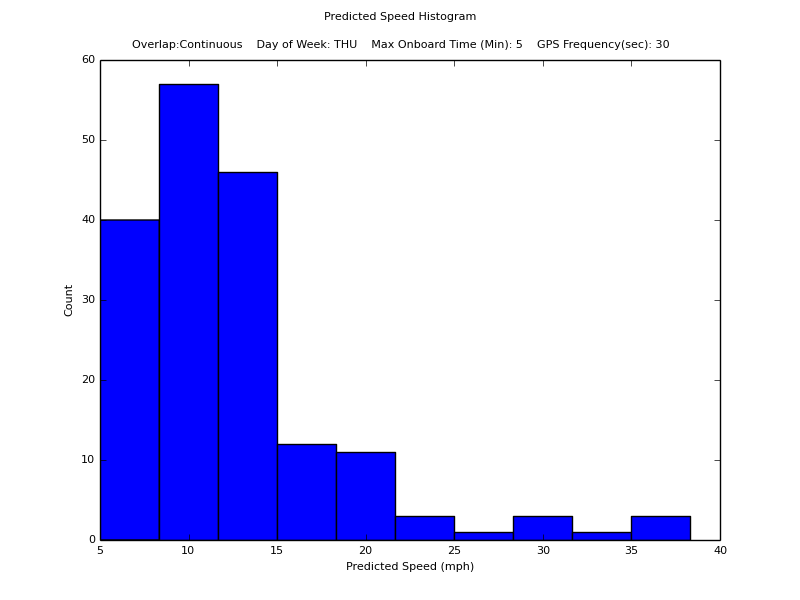 Predicted Speed Histogram
Overlap:Continuous    Day of Week: THU    Max Onboard Time (Min): 5    GPS Frequency(sec): 30
60
50
40
30
20
10
0
Count
5 10 15 20 25 30 35 40
Predicted Speed (mph)